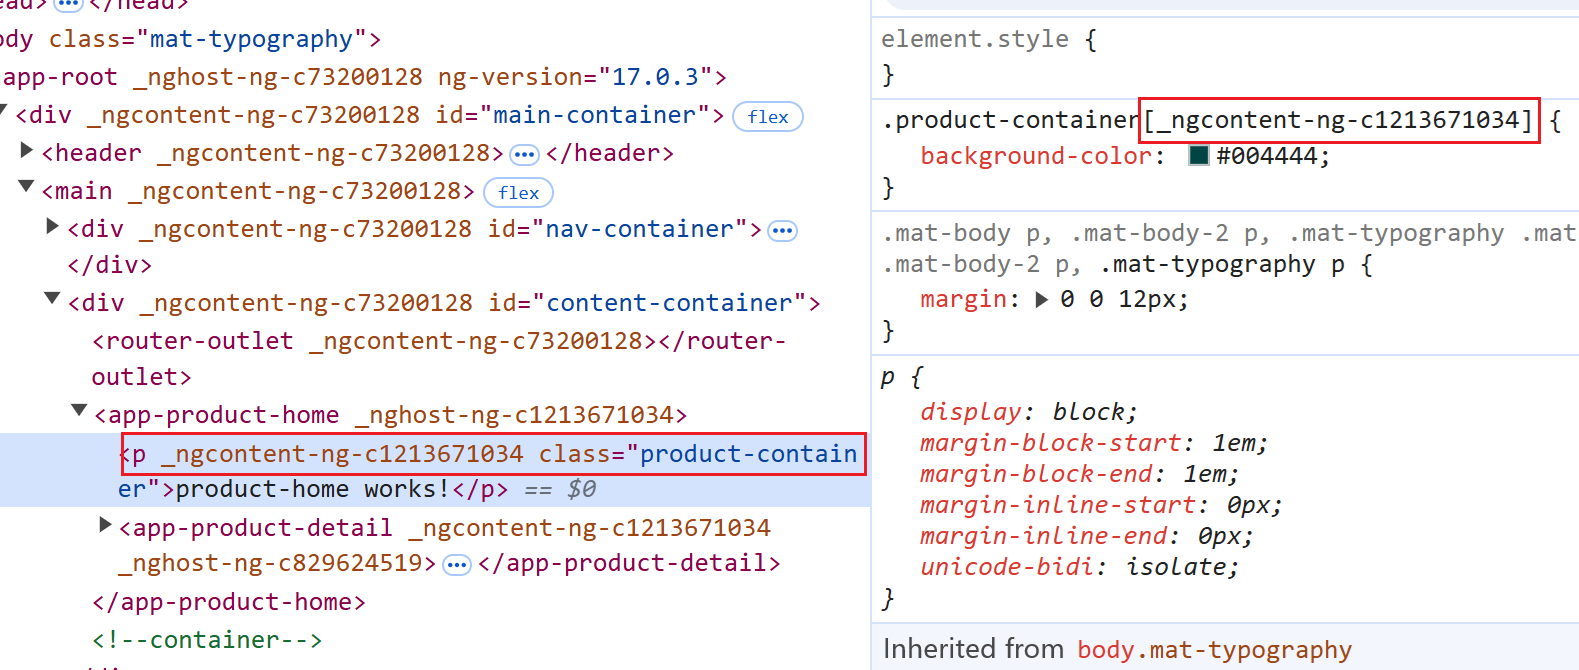 ead> ••• </head>
ody class="mat-typography">
app-root _nghost-ng-c73200128 ng-version="17.0.3">
<div _ngcontent-ng-c73200128 id="main-container"> flex
<header _ngcontent-ng-c73200128> ••• </header>
<main _ngcontent-ng-c73200128> flex
<div _ngcontent-ng-c73200128 id="nav-container"> •••
</div>
<div _ngcontent-ng-c73200128 id="content-container">
<router-outlet _ngcontent-ng-c73200128></router-
outlet>
<app-product-home _nghost-ng-c1213671034>
<p _ngcontent-ng-c1213671034 class="product-contain
er">product-home works!</p> == $0
<app-product-detail _ngcontent-ng-c1213671034
_nghost-ng-c829624519> ••• </app-product-detail>
</app-product-home>
<!--container-->
element.style {
}
.product-container[_ngcontent-ng-c1213671034] {
background-color: #004444;
}
.mat-body p, .mat-body-2 p, .mat-typography .mat
.mat-body-2 p, .mat-typography p {
margin: 0 0 12px;
}
p {
display: block;
margin-block-start: 1em;
margin-block-end: 1em;
margin-inline-start: 0px;
margin-inline-end: 0px;
unicode-bidi: isolate;
}
Inherited from body.mat-typography